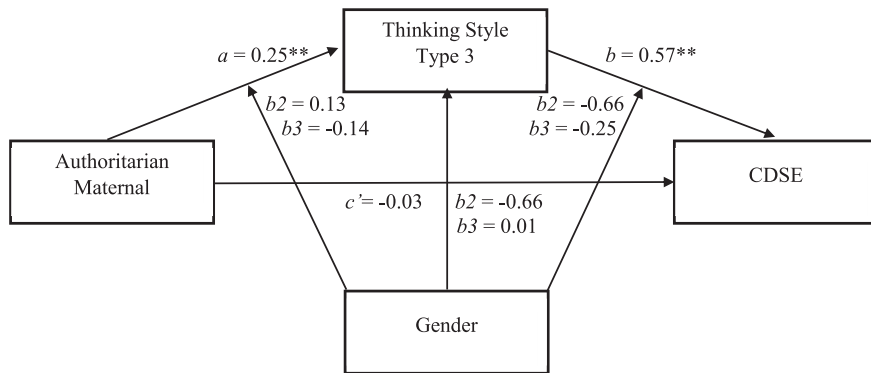 Thinking Style
Type 3
a = 0.25**
b = 0.57**
b2 = 0.13
b3 = -0.14
b2 = -0.66
b3 = -0.25
Authoritarian
Maternal
CDSE
c’= -0.03
b2 = -0.66
b3 = 0.01
Gender